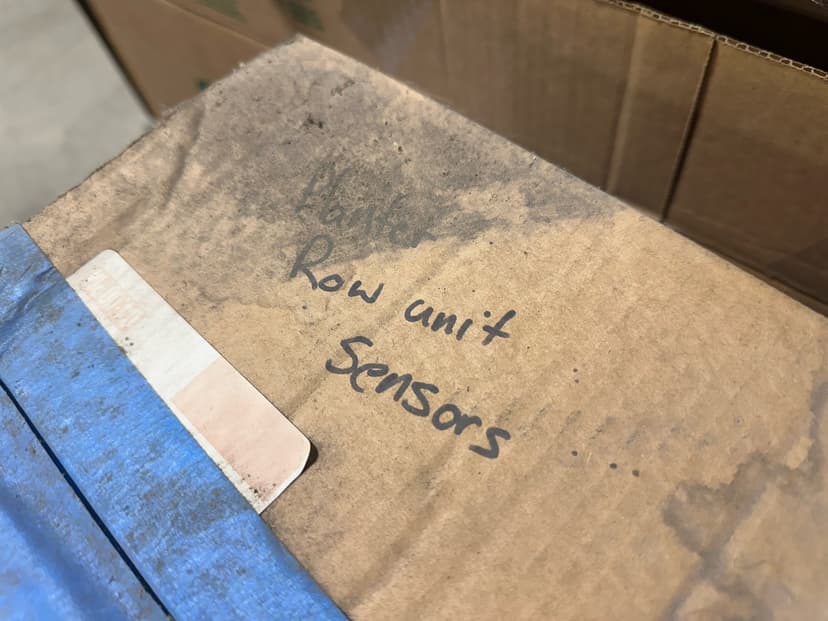 Planter
Row unit
Sensors